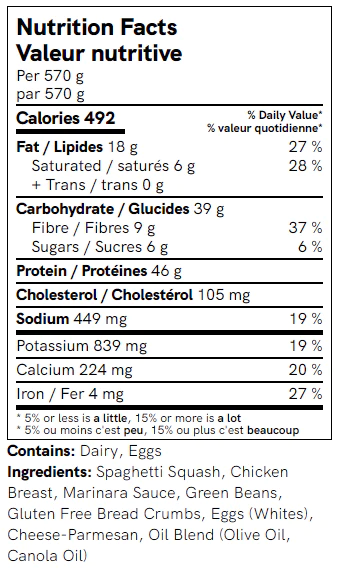 Nutrition Facts
Valeur nutritive
Per 570 g
par 570 g
Calories 492
% Daily Value*
% valeur quotidienne*
Fat / Lipides 18 g 27 %
Saturated / saturés 6 g 28 %
+ Trans / trans 0 g
Carbohydrate / Glucides 39 g
Fibre / Fibres 9 g 37 %
Sugars / Sucres 6 g 6 %
Protein / Protéines 46 g
Cholesterol / Cholestérol 105 mg
Sodium 449 mg 19 %
Potassium 839 mg 19 %
Calcium 224 mg 20 %
Iron / Fer 4 mg 27 %
* 5% or less is a little, 15% or more is a lot
* 5% ou moins c'est peu, 15% ou plus c'est beaucoup
Contains: Dairy, Eggs
Ingredients: Spaghetti Squash, Chicken
Breast, Marinara Sauce, Green Beans,
Gluten Free Bread Crumbs, Eggs (Whites),
Cheese-Parmesan, Oil Blend (Olive Oil,
Canola Oil)